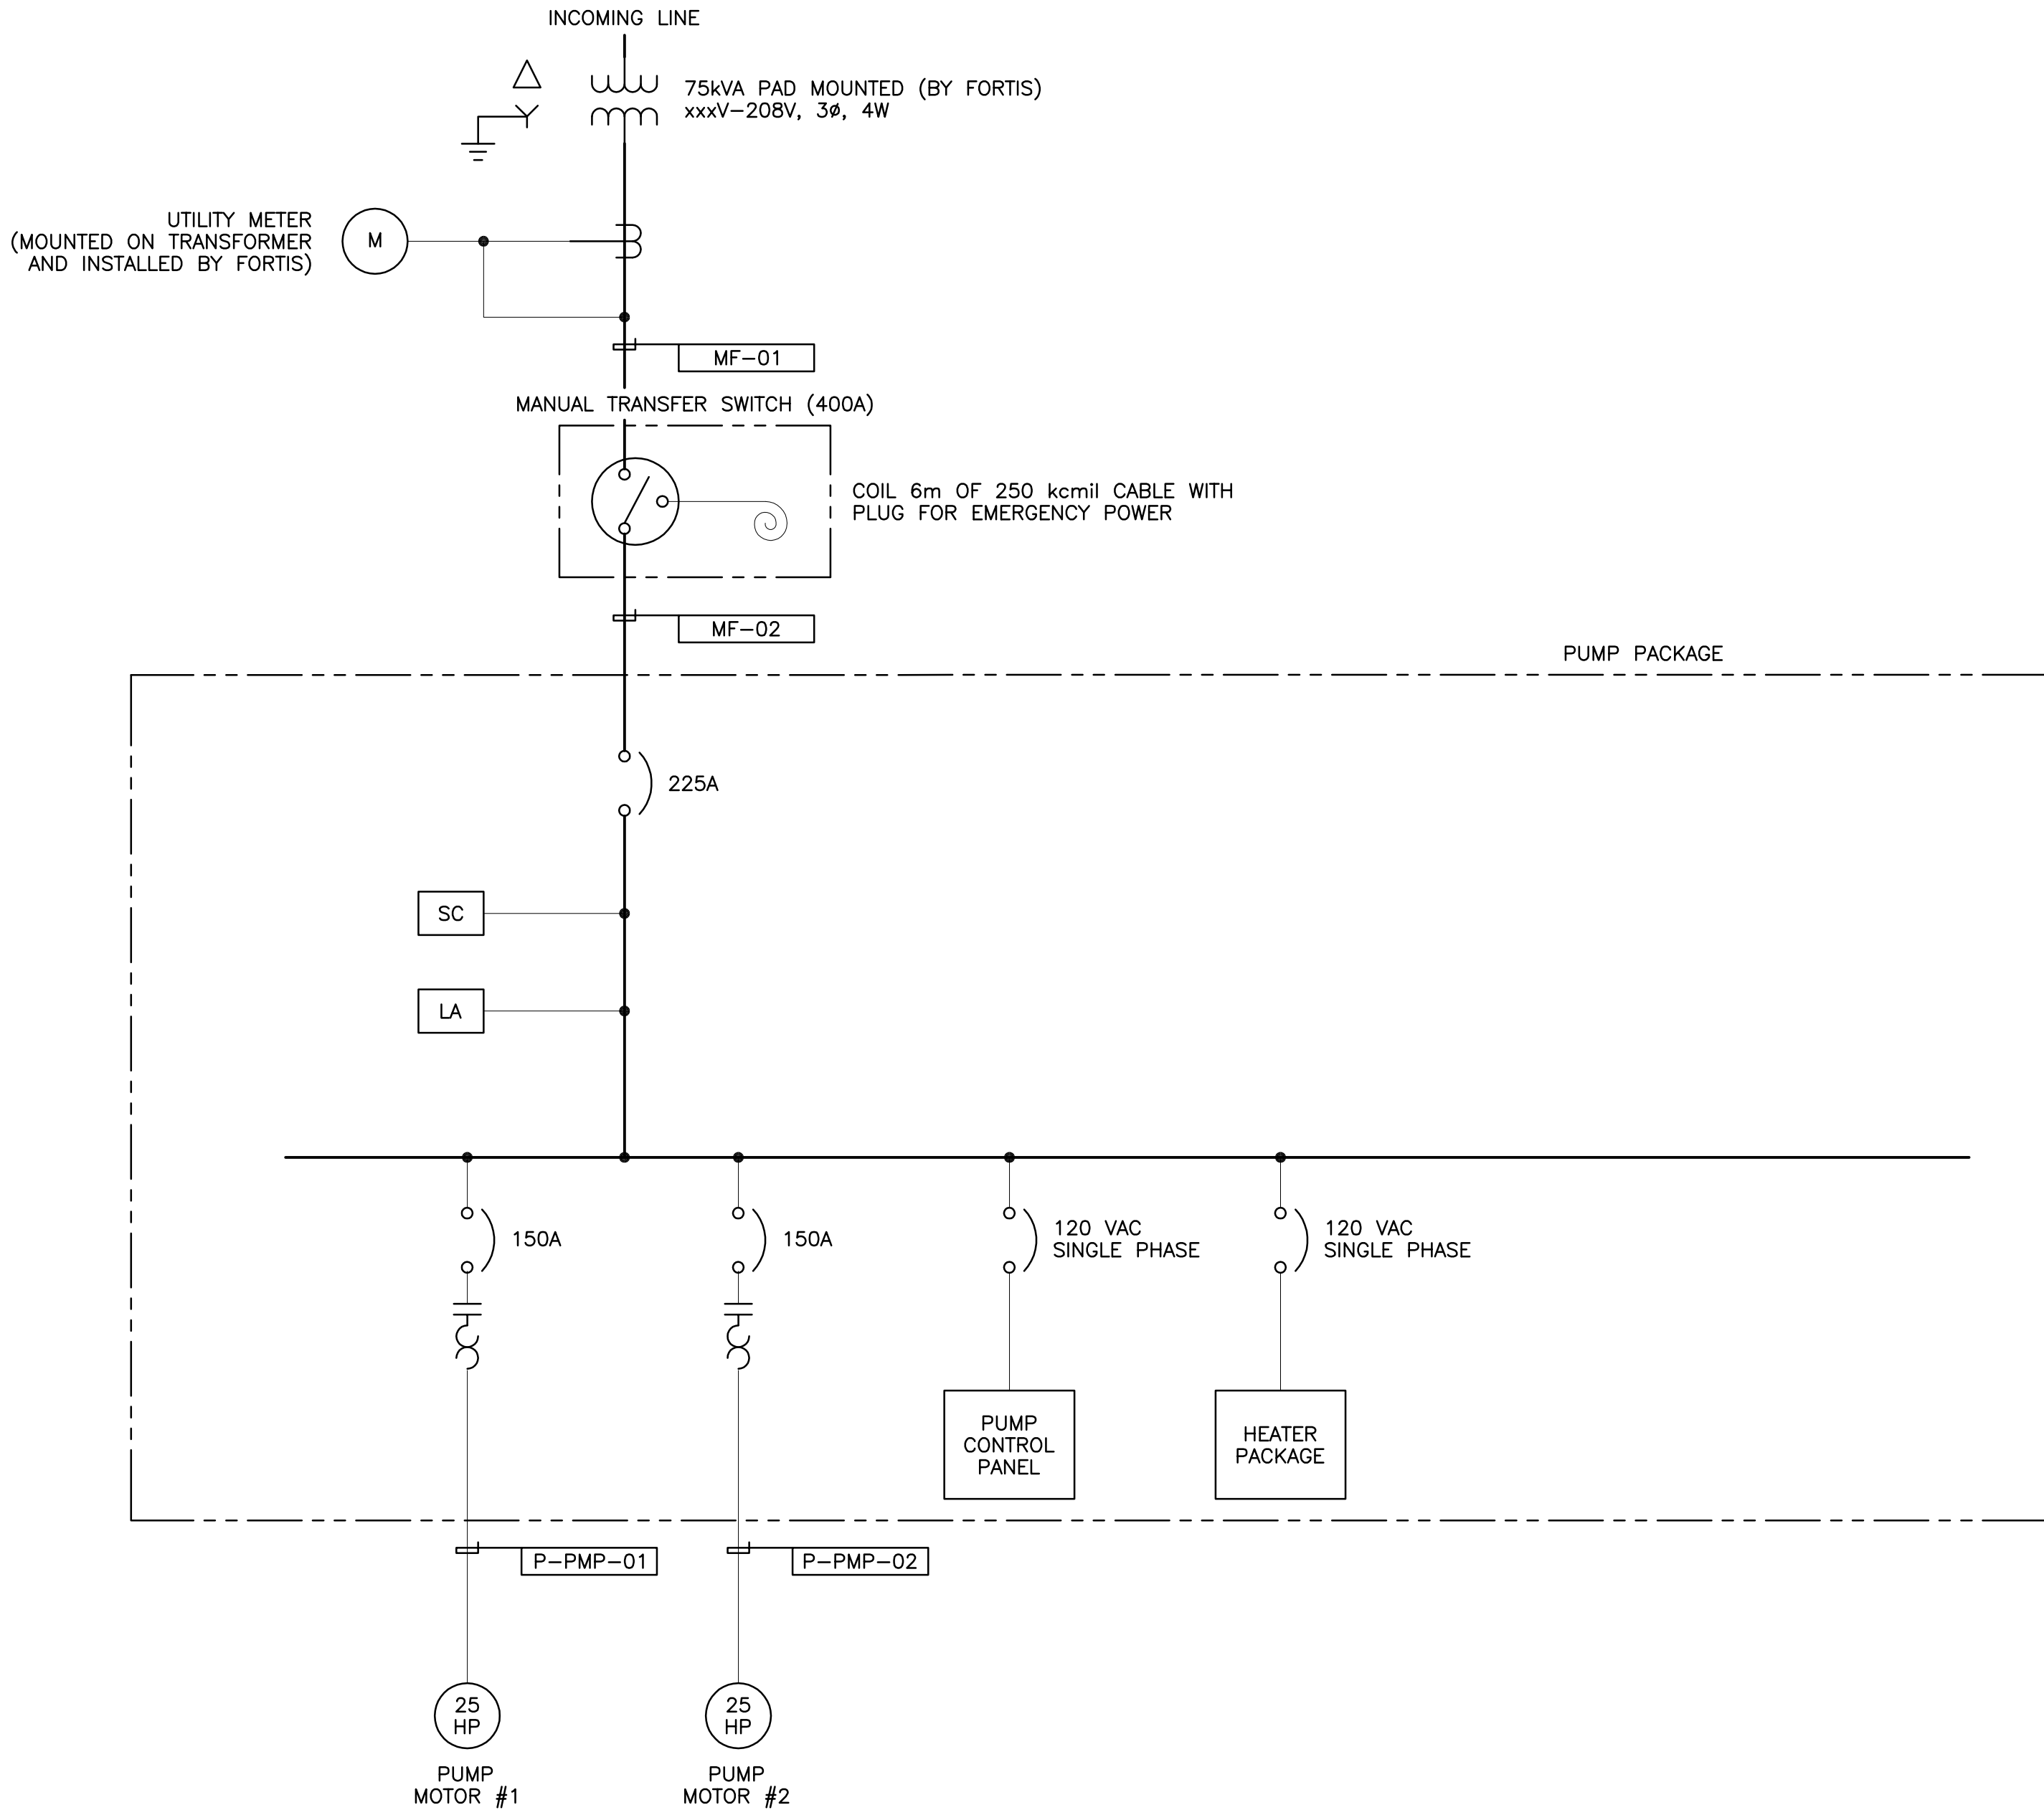 INCOMING LINE
75kVA PAD MOUNTED (BY FORTIS)
xxxV-208V, 3ø, 4W
UTILITY METER
(MOUNTED ON TRANSFORMER
AND INSTALLED BY FORTIS)
M
MF-01
MANUAL TRANSFER SWITCH (400A)
COIL 6m OF 250 kcmil CABLE WITH
PLUG FOR EMERGENCY POWER
MF-02
PUMP PACKAGE
225A
SC
LA
150A
150A
120 VAC
SINGLE PHASE
120 VAC
SINGLE PHASE
PUMP
CONTROL
PANEL
HEATER
PACKAGE
P-PMP-01
P-PMP-02
25
HP
25
HP
PUMP
MOTOR #1
PUMP
MOTOR #2